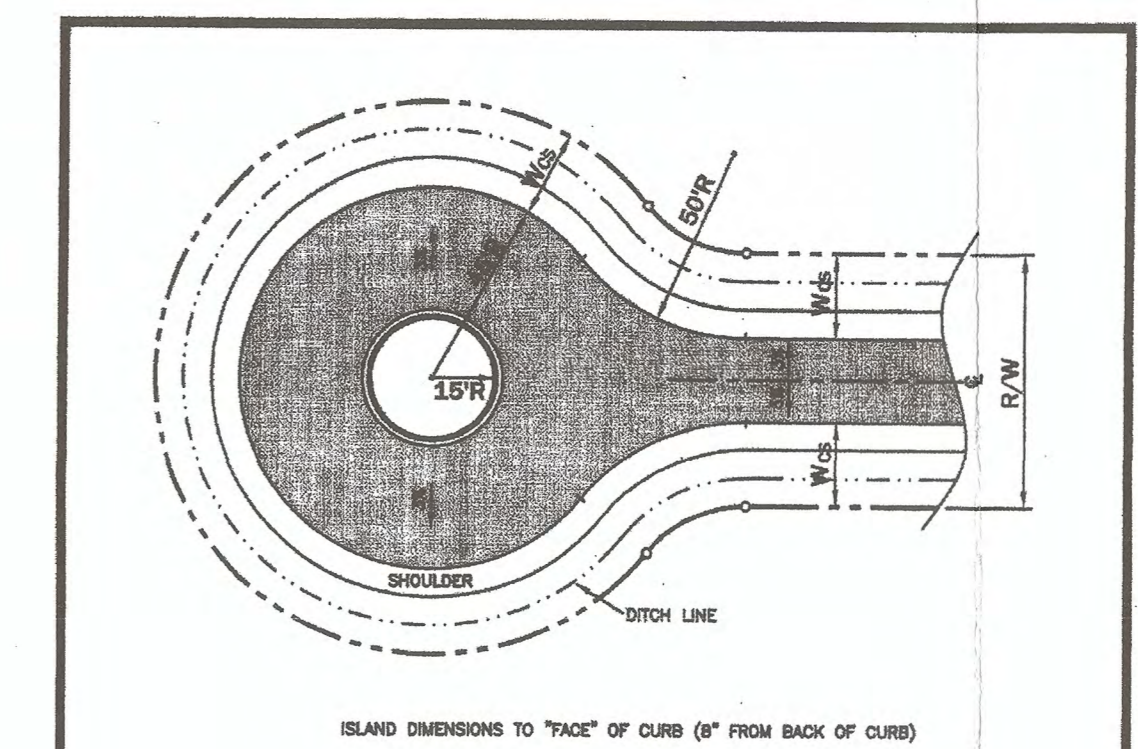 Wcs
50'R
Wcs
15'R
R/W
Wcs
SHOULDER
DITCH LINE
ISLAND DIMENSIONS TO "FACE" OF CURB (8" FROM BACK OF CURB)